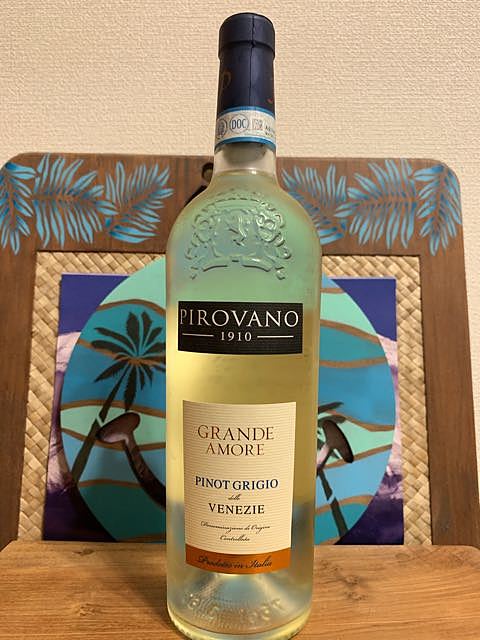 DOC
PIROVANO
1910
GRANDE
AMORE
PINOT GRIGIO
delle
VENEZIE
Denominazione di Origine
Controllata
Prodotto in Italia